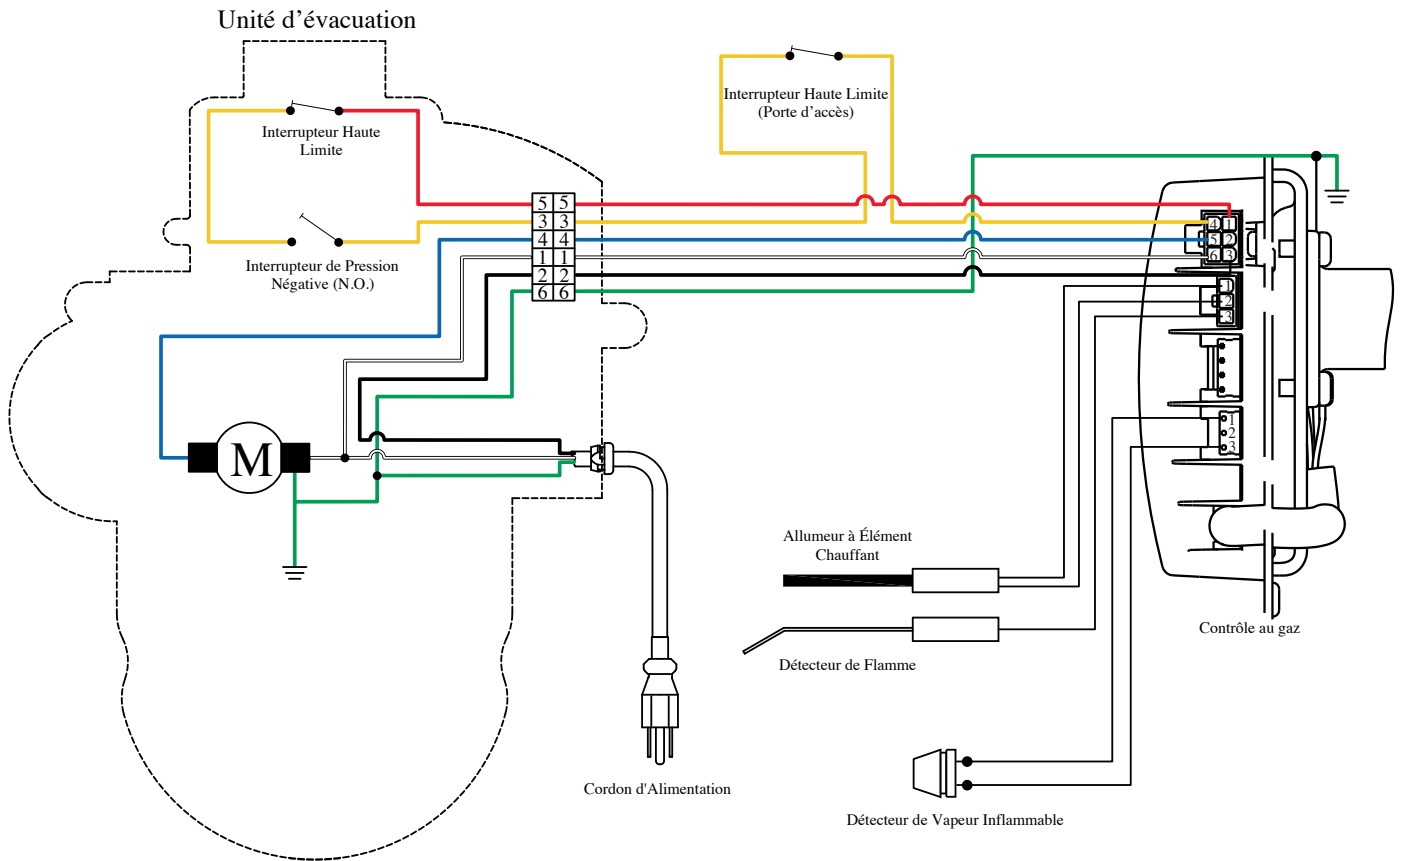 Unité d’évacuation
Interrupteur Haute
Limite
Interrupteur Haute Limite
(Porte d’accès)
Interrupteur de Pression
Négative (N.O.)
5 5
3 3
4 4
1 1
2 2
6 6
4 1
5 2
6 3
1
2
3
1
2
3
M
Allumeur à Élément
Chauffant
Contrôle au gaz
Détecteur de Flamme
Cordon d'Alimentation
Détecteur de Vapeur Inflammable